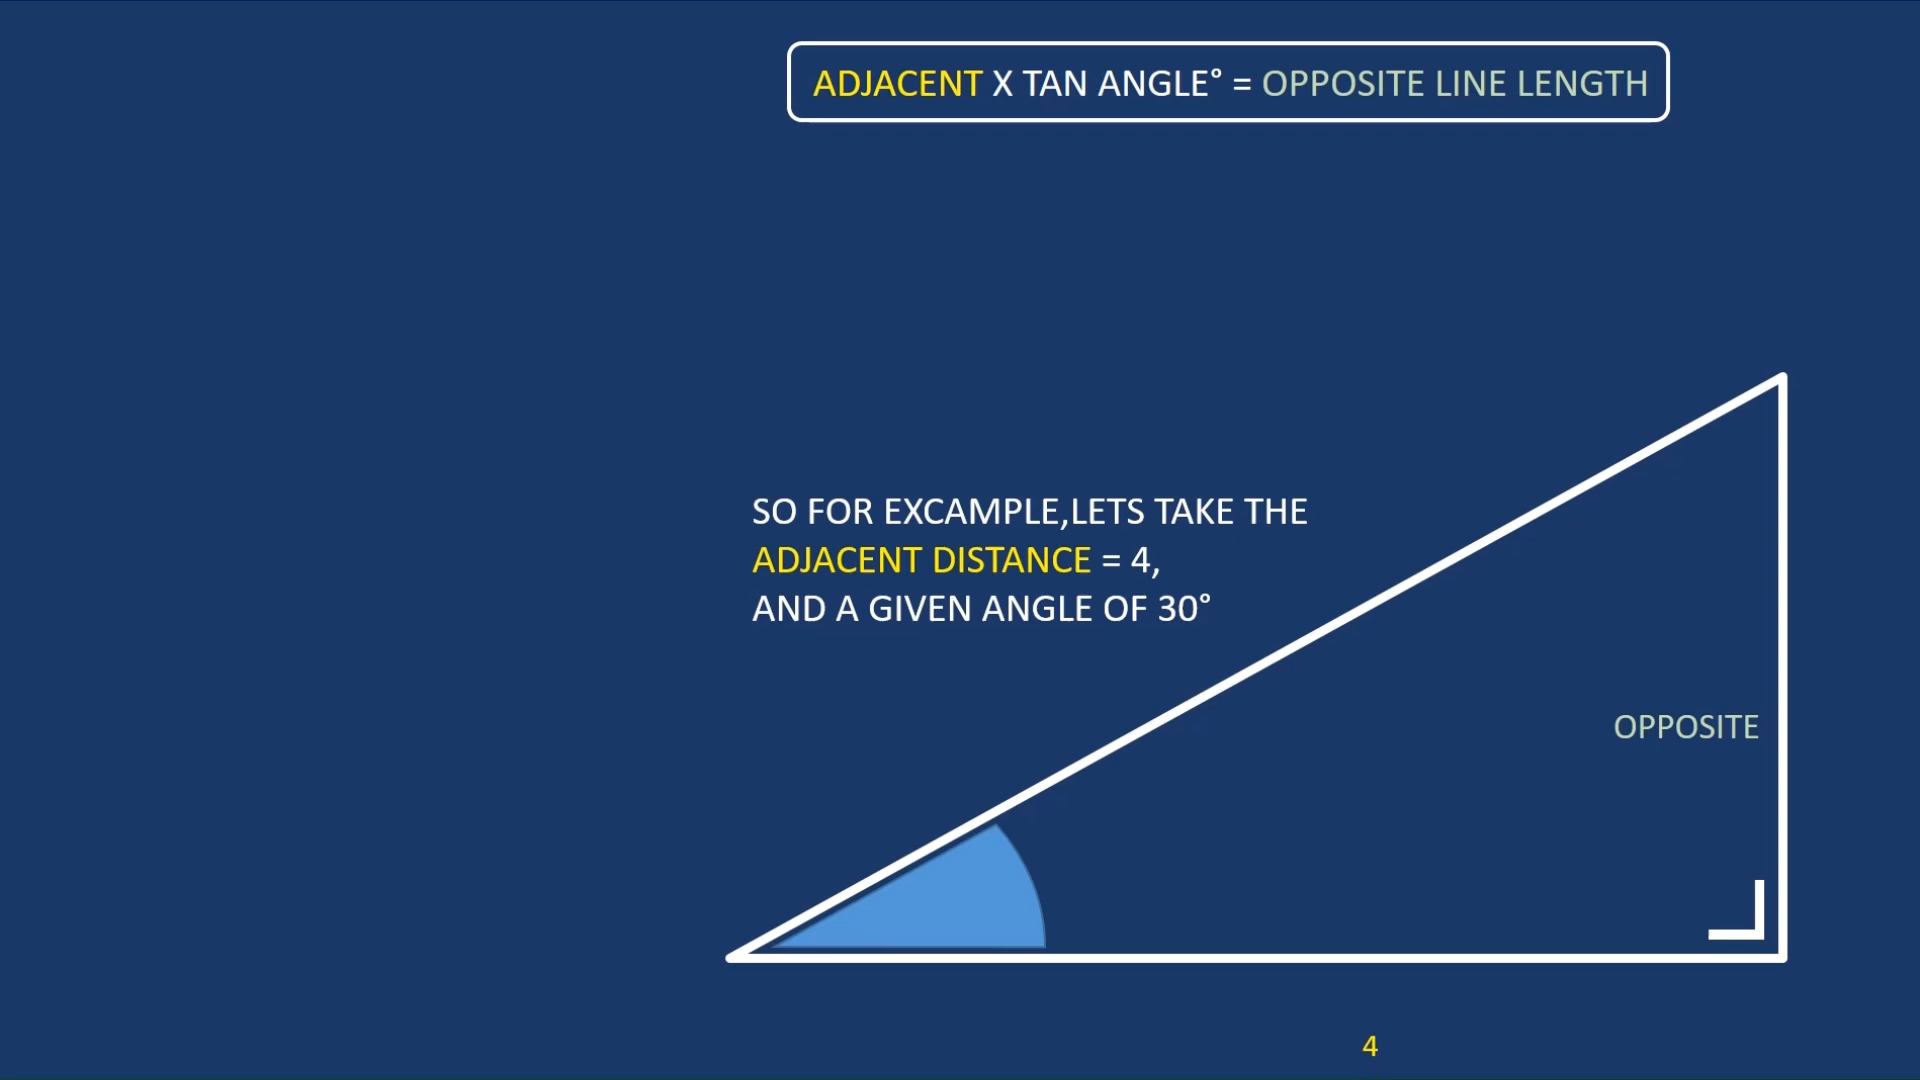 ADJACENT X TAN ANGLE° = OPPOSITE LINE LENGTH
SO FOR EXCAMPLE,LETS TAKE THE
ADJACENT DISTANCE = 4,
AND A GIVEN ANGLE OF 30°
OPPOSITE
4